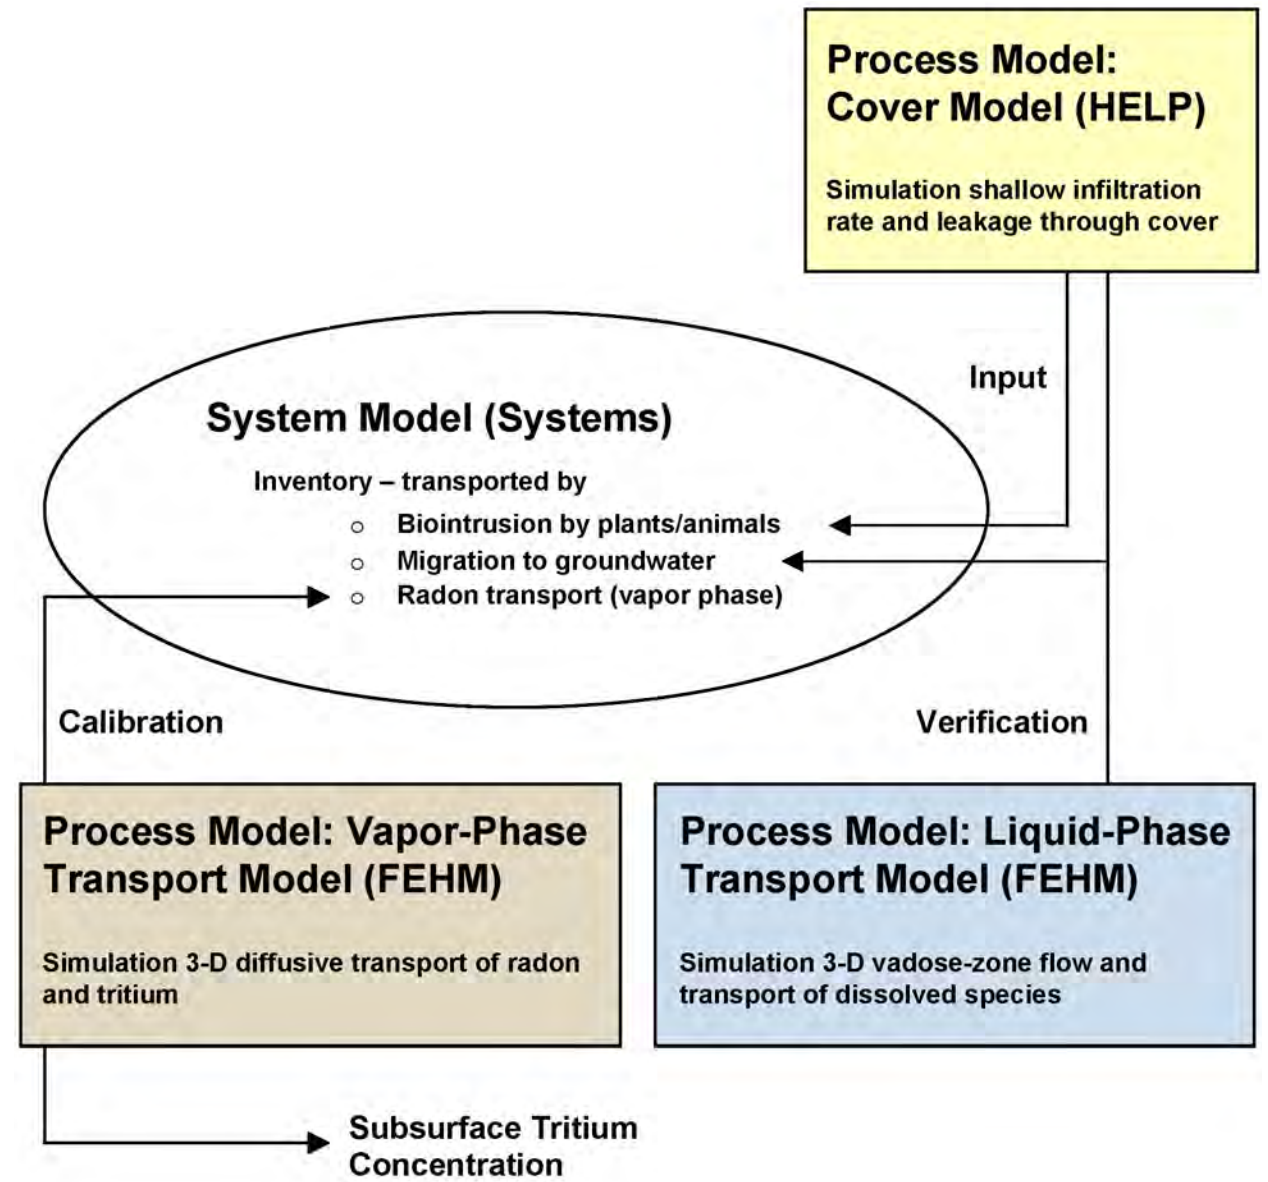 Process Model:
Cover Model (HELP)
Simulation shallow infiltration
rate and leakage through cover
Input
System Model (Systems)
Inventory – transported by
○ Biointrusion by plants/animals
○ Migration to groundwater
○ Radon transport (vapor phase)
Calibration
Verification
Process Model: Vapor-Phase
Transport Model (FEHM)
Simulation 3-D diffusive transport of radon
and tritium
Process Model: Liquid-Phase
Transport Model (FEHM)
Simulation 3-D vadose-zone flow and
transport of dissolved species
Subsurface Tritium
Concentration